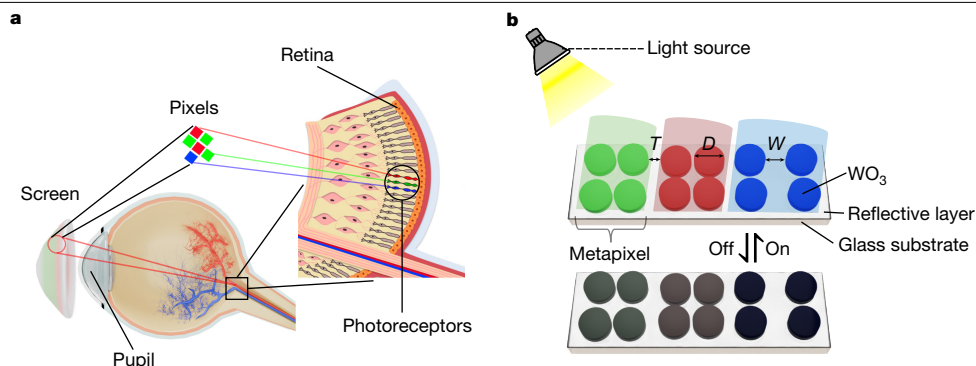 a
Retina
Pixels
Screen
Photoreceptors
Pupil
b
Light source
T
D
W
WO3
Reflective layer
Glass substrate
Metapixel
Off
On